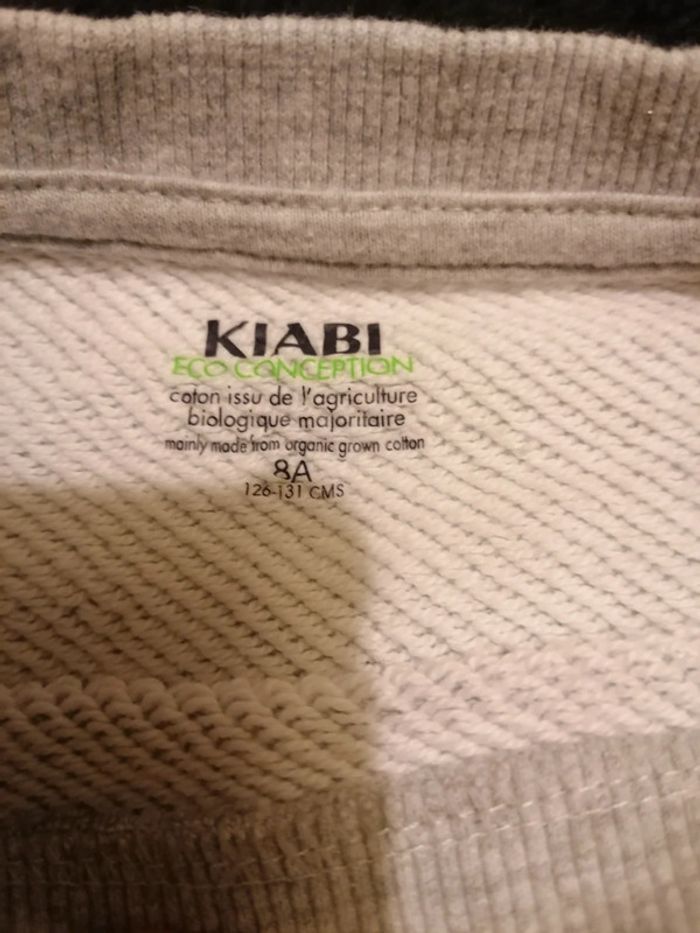 KIABI
ECO CONCEPTION
coton issu de l'agriculture
biologique majoritaire
mainly made from organic grown cotton
8A
126-131 CMS